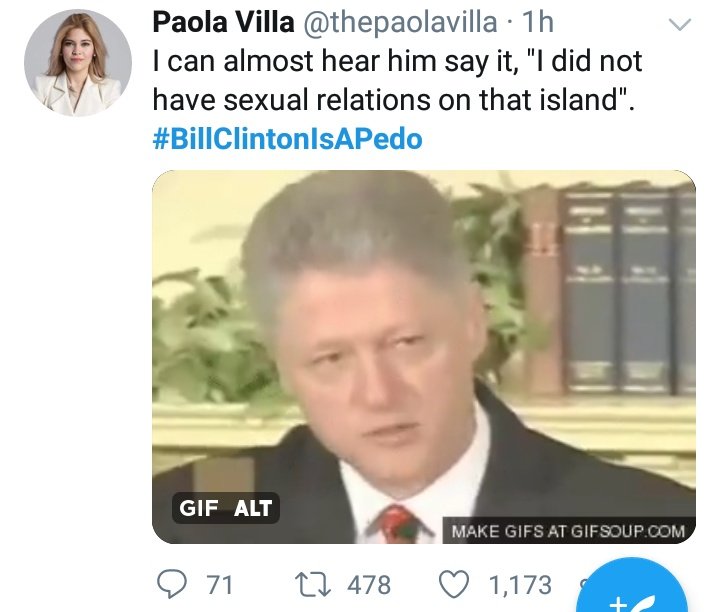 Paola Villa @thepaolavilla · 1h
I can almost hear him say it, "I did not
have sexual relations on that island".
#BillClintonIsAPedo
GIF ALT
MAKE GIFS AT GIFSOUP.COM
71 478 1,173